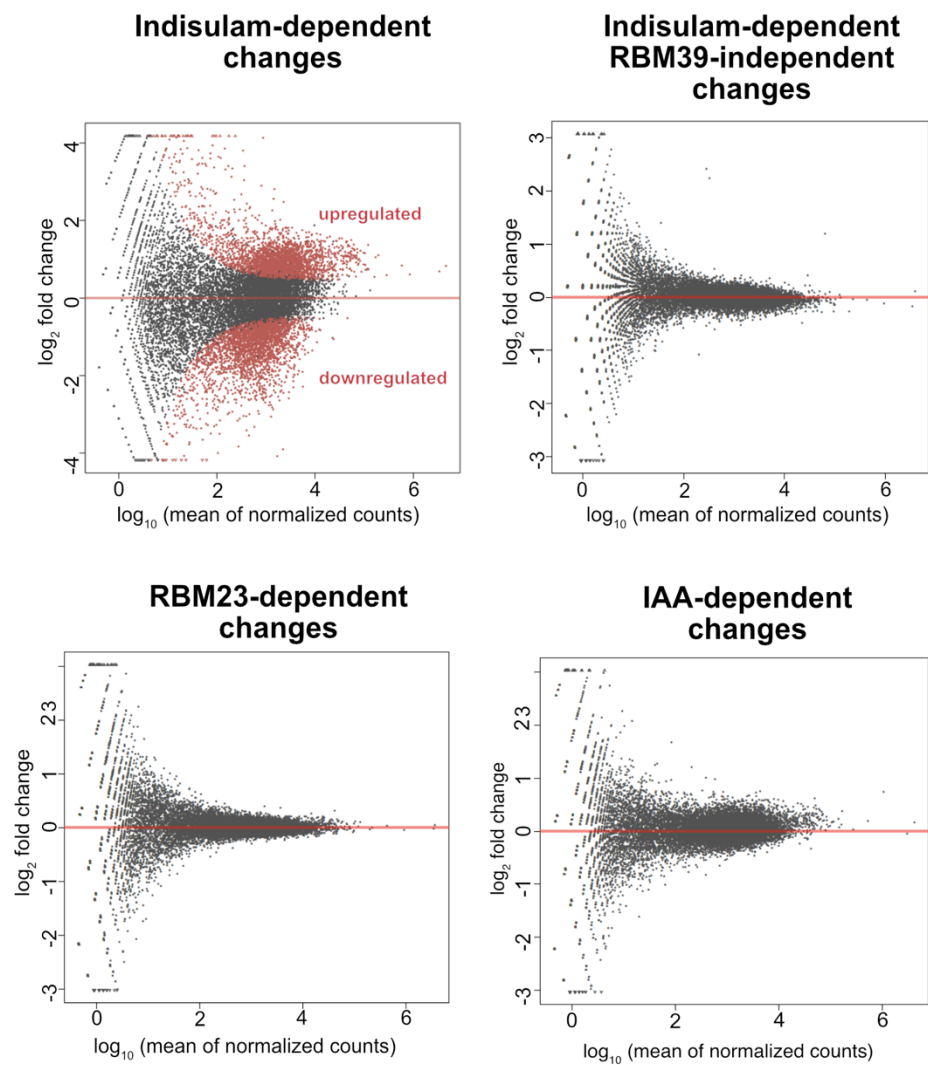 Indisulam-dependent
changes
4
2
0
-2
-4
log₂ fold change
upregulated
downregulated
0 2 4 6
log₁₀ (mean of normalized counts)
Indisulam-dependent
RBM39-independent
changes
3
2
1
0
-1
-2
-3
log₂ fold change
0 2 4 6
log₁₀ (mean of normalized counts)
RBM23-dependent
changes
23
1
0
-1
-2
-3
log₂ fold change
0 2 4 6
log₁₀ (mean of normalized counts)
IAA-dependent
changes
23
1
0
-1
-2
-3
log₂ fold change
0 2 4 6
log₁₀ (mean of normalized counts)